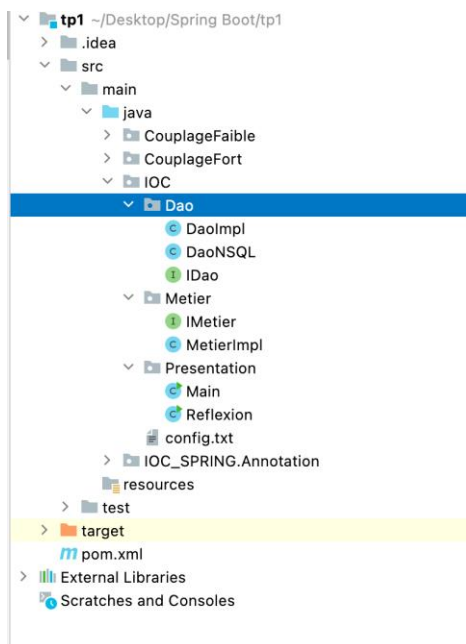 tp1 ~/Desktop/Spring Boot/tp1
.idea
src
main
java
CouplageFaible
CouplageFort
IOC
Dao
C DaoImpl
C DaoNSQL
I IDao
Metier
I IMetier
C MetierImpl
Presentation
C Main
C Reflexion
config.txt
IOC_SPRING.Annotation
resources
test
target
m pom.xml
External Libraries
Scratches and Consoles